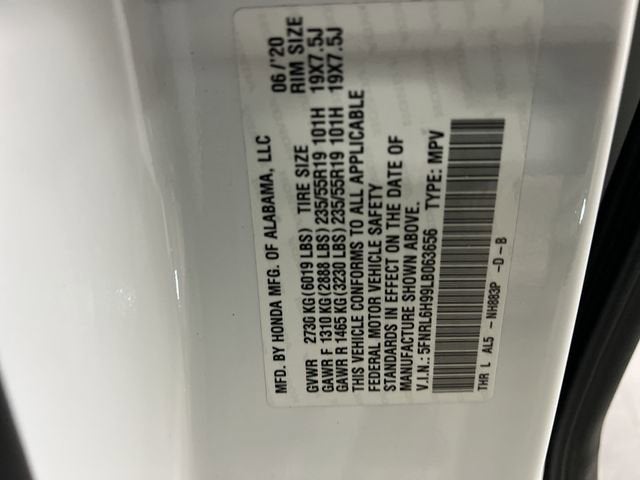 MFD. BY HONDA MFG. OF ALABAMA, LLC 06/'20
GVWR 2730 KG(6019 LBS) TIRE SIZE RIM SIZE
GAWR F 1310 KG(2888 LBS)235/55R19 101H 19X7.5J
GAWR R 1465 KG(3230 LBS)235/55R19 101H 19X7.5J
THIS VEHICLE CONFORMS TO ALL APPLICABLE
FEDERAL MOTOR VEHICLE SAFETY
STANDARDS IN EFFECT ON THE DATE OF
MANUFACTURE SHOWN ABOVE.
V.I.N.: 5FNRL6H99LB063656 TYPE: MPV
THR L AL5 - NH883P -D-B